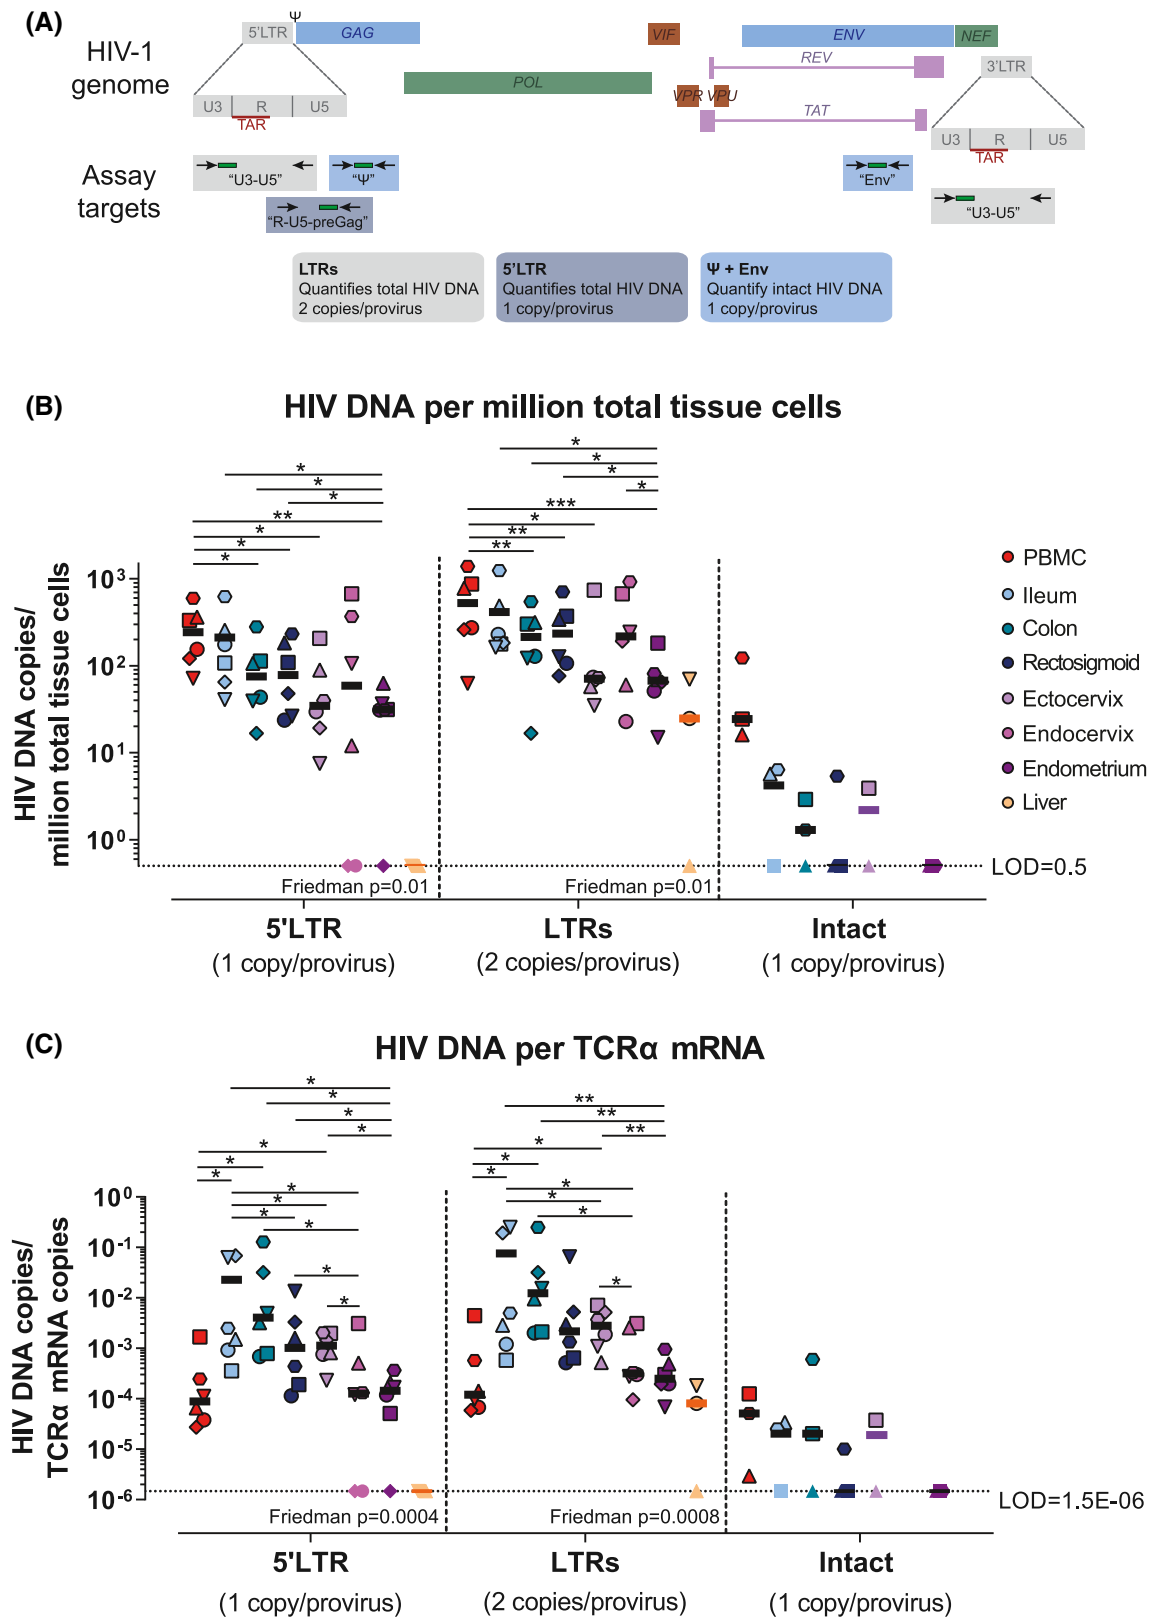 (A)
HIV-1
genome
5'LTR
Ψ
GAG
VIF
ENV
NEF
REV
3'LTR
POL
VPR
VPU
TAT
U3 R U5
TAR
U3 R U5
TAR
Assay
targets
"U3-U5"
"Ψ"
"Env"
"R-U5-preGag"
"U3-U5"
LTRs
Quantifies total HIV DNA
2 copies/provirus
5'LTR
Quantifies total HIV DNA
1 copy/provirus
Ψ + Env
Quantify intact HIV DNA
1 copy/provirus
(B)
HIV DNA per million total tissue cells
HIV DNA copies/
million total tissue cells
10³
10²
10¹
10⁰
* * * ** * * *
* * * * *** * ** **
PBMC
Ileum
Colon
Rectosigmoid
Ectocervix
Endocervix
Endometrium
Liver
LOD=0.5
Friedman p=0.01
Friedman p=0.01
5'LTR
(1 copy/provirus)
LTRs
(2 copies/provirus)
Intact
(1 copy/provirus)
(C)
HIV DNA per TCRα mRNA
HIV DNA copies/
TCRα mRNA copies
10⁰
10⁻¹
10⁻²
10⁻³
10⁻⁴
10⁻⁵
10⁻⁶
* * * * * * * * * * * * *
** ** ** * * * * * * *
LOD=1.5E-06
Friedman p=0.0004
Friedman p=0.0008
5'LTR
(1 copy/provirus)
LTRs
(2 copies/provirus)
Intact
(1 copy/provirus)